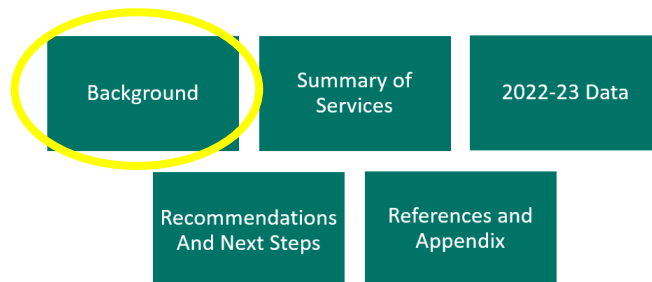 Background
Summary of
Services
2022-23 Data
Recommendations
And Next Steps
References and
Appendix